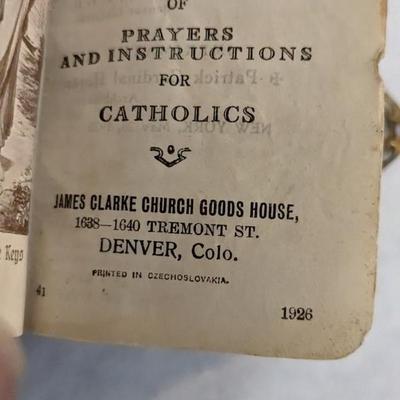 OF
PRAYERS
AND INSTRUCTIONS
FOR
CATHOLICS
JAMES CLARKE CHURCH GOODS HOUSE,
1638—1640 TREMONT ST.
DENVER, Colo.
PRINTED IN CZECHOSLOVAKIA.
41
1926
Keys